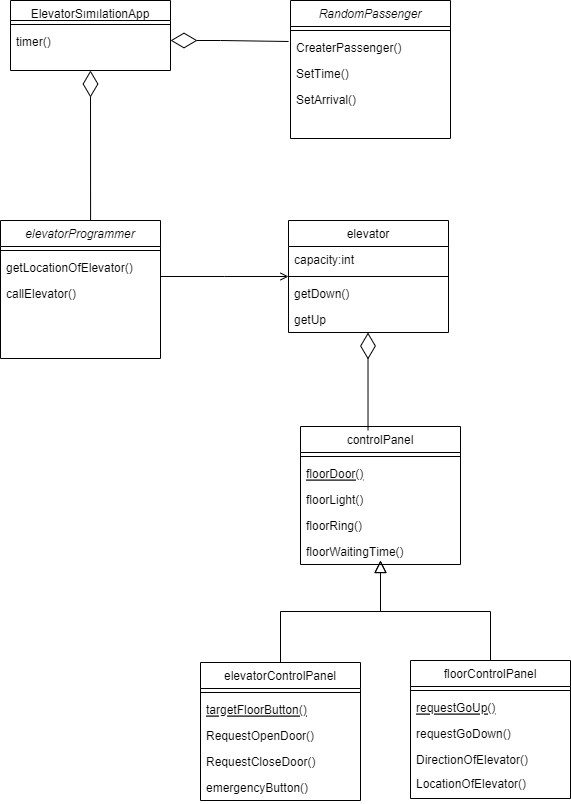 ElevatorSimilationApp
timer()
RandomPassenger
CreaterPassenger()
SetTime()
SetArrival()
elevatorProgrammer
getLocationOfElevator()
callElevator()
elevator
capacity:int
getDown()
getUp
controlPanel
floorDoor()
floorLight()
floorRing()
floorWaitingTime()
elevatorControlPanel
targetFloorButton()
RequestOpenDoor()
RequestCloseDoor()
emergencyButton()
floorControlPanel
requestGoUp()
requestGoDown()
DirectionOfElevator()
LocationOfElevator()